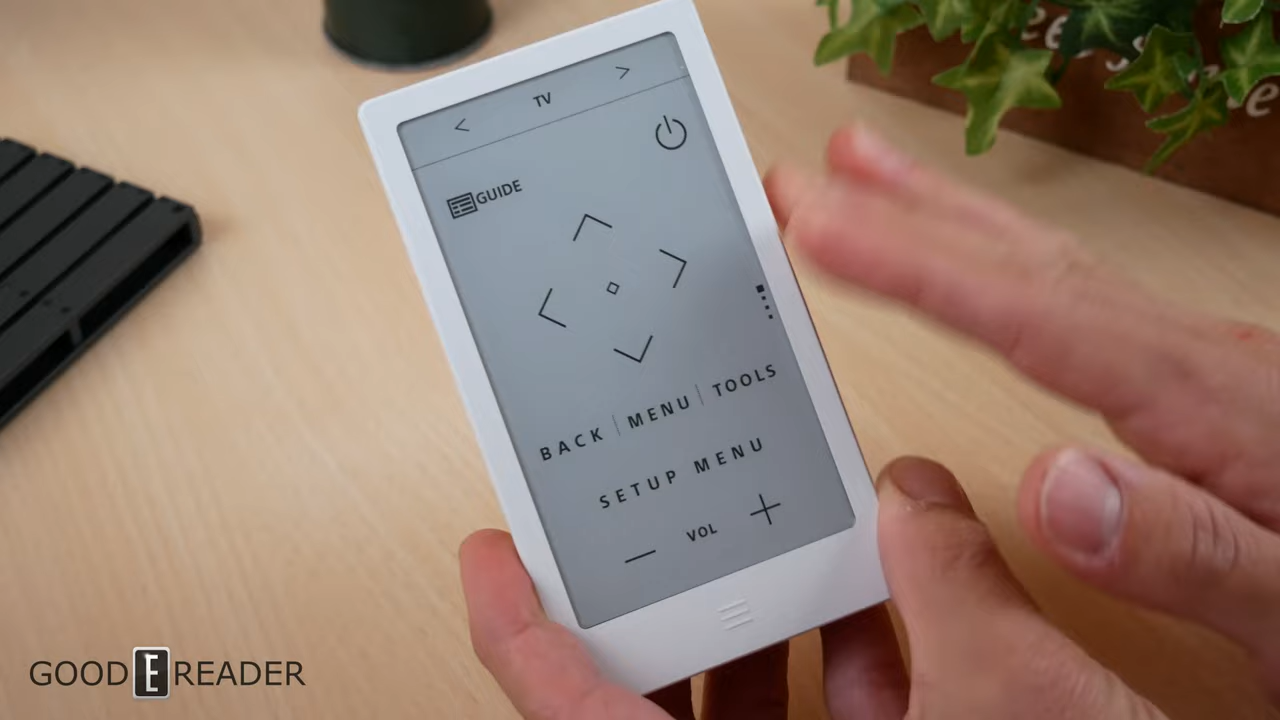 TV
GUIDE
BACK | MENU | TOOLS
SETUP MENU
— VOL +
GOOD E READER